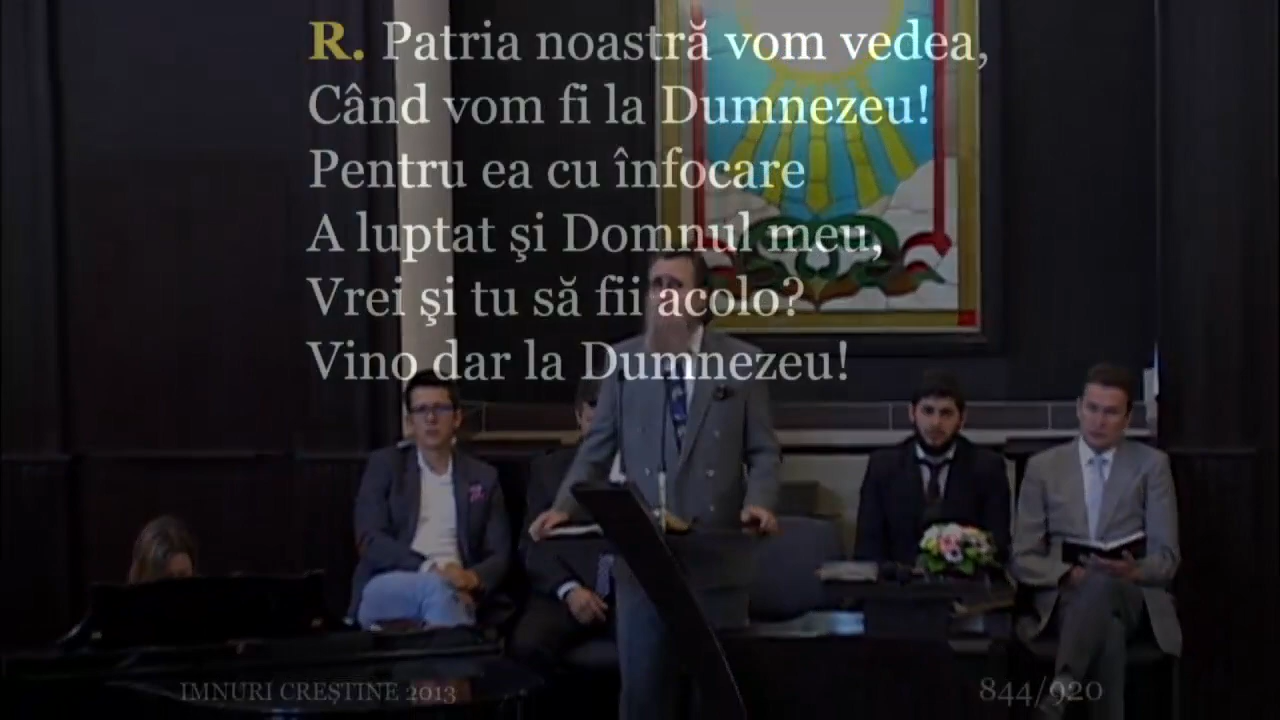 R. Patria noastră vom vedea,
Când vom fi la Dumnezeu!
Pentru ea cu înfocare
A luptat şi Domnul meu,
Vrei şi tu să fii acolo?
Vino dar la Dumnezeu!
IMNURI CREȘTINE 2013
844/920